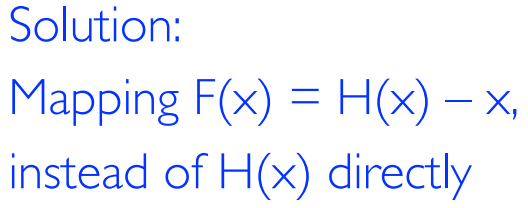 Solution:
Mapping F(x) = H(x) – x,
instead of H(x) directly